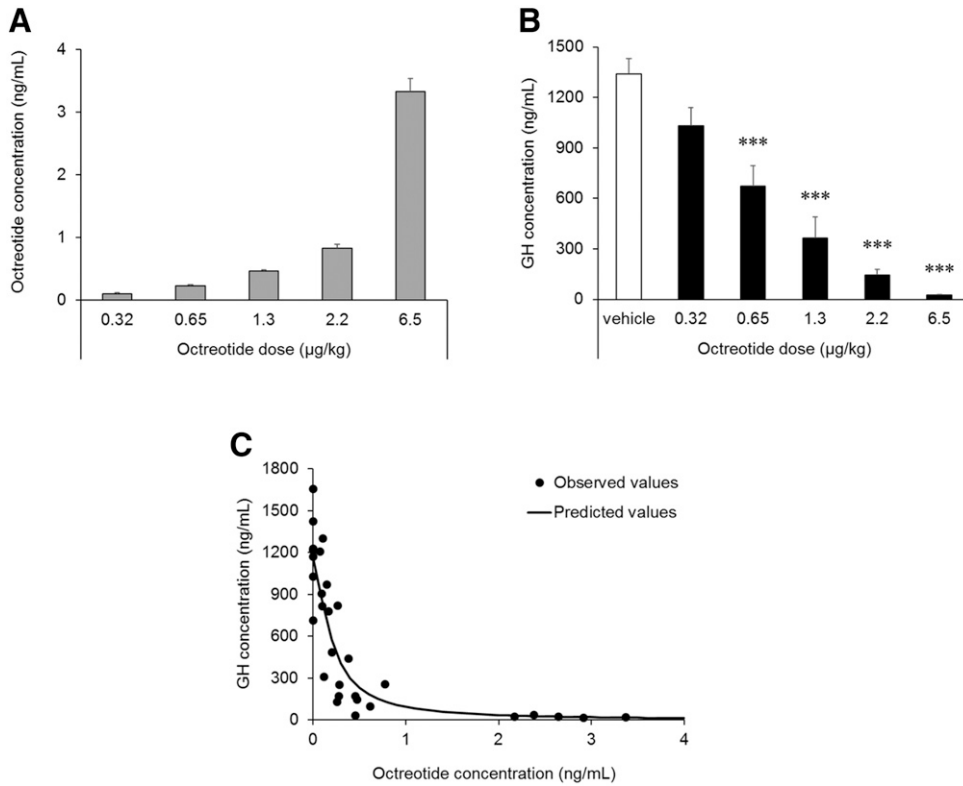 A
Octreotide concentration (ng/mL)
4
3
2
1
0
0.32 0.65 1.3 2.2 6.5
Octreotide dose (µg/kg)
B
GH concentration (ng/mL)
1500
1200
900
600
300
0
***
***
***
***
vehicle 0.32 0.65 1.3 2.2 6.5
Octreotide dose (µg/kg)
C
GH concentration (ng/mL)
1800
1500
1200
900
600
300
0
Observed values
Predicted values
0 1 2 3 4
Octreotide concentration (ng/mL)